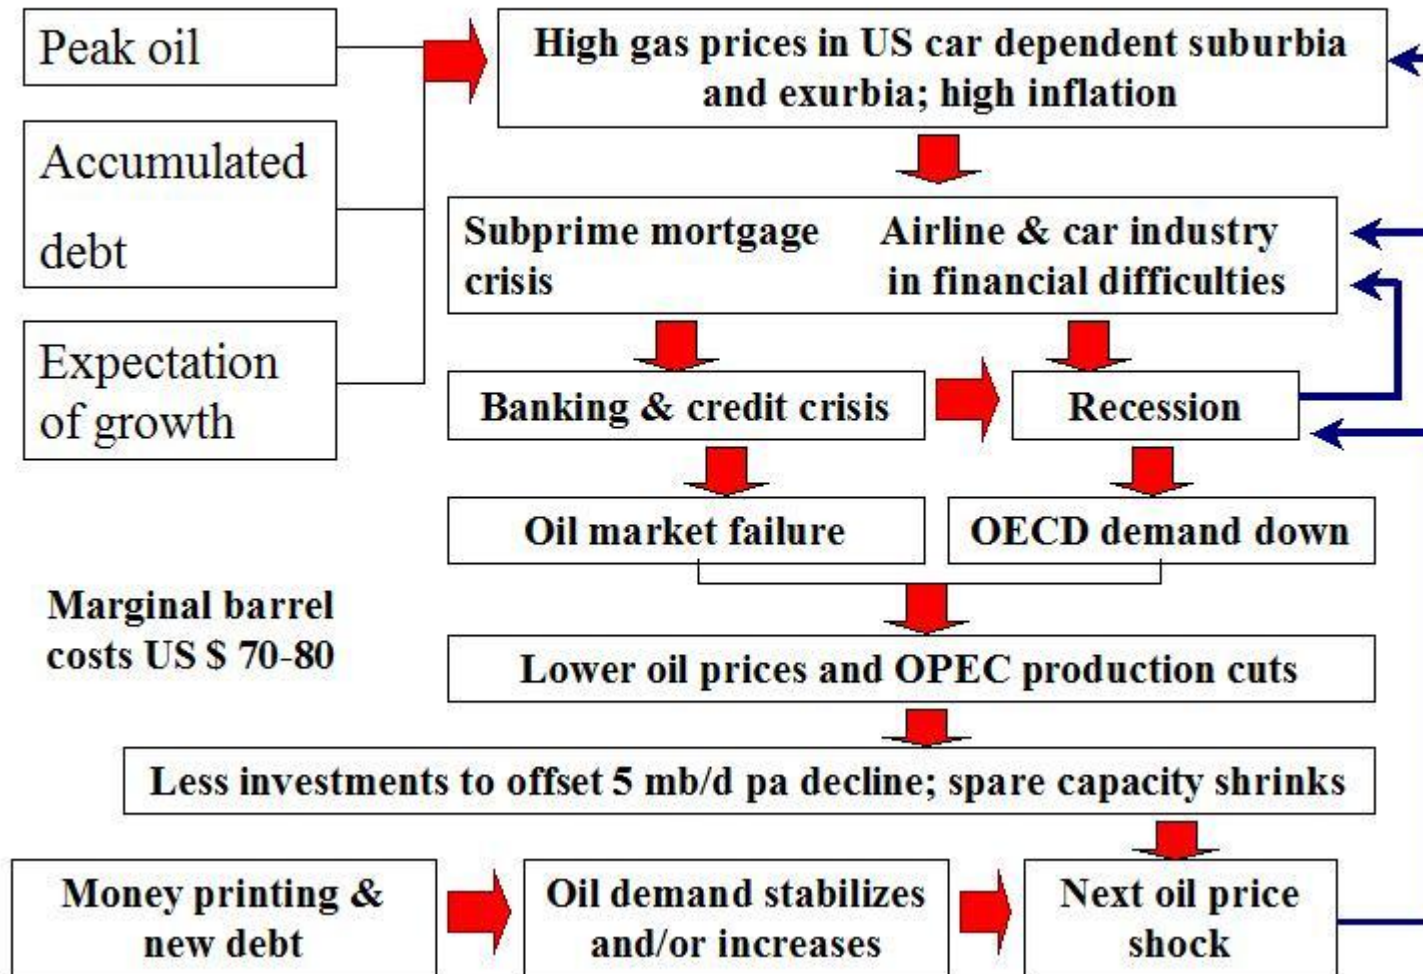 Peak oil
High gas prices in US car dependent suburbia
and exurbia; high inflation
Accumulated
debt
Subprime mortgage
crisis
Airline & car industry
in financial difficulties
Expectation
of growth
Banking & credit crisis
Recession
Oil market failure
OECD demand down
Marginal barrel
costs US $ 70-80
Lower oil prices and OPEC production cuts
Less investments to offset 5 mb/d pa decline; spare capacity shrinks
Money printing &
new debt
Oil demand stabilizes
and/or increases
Next oil price
shock